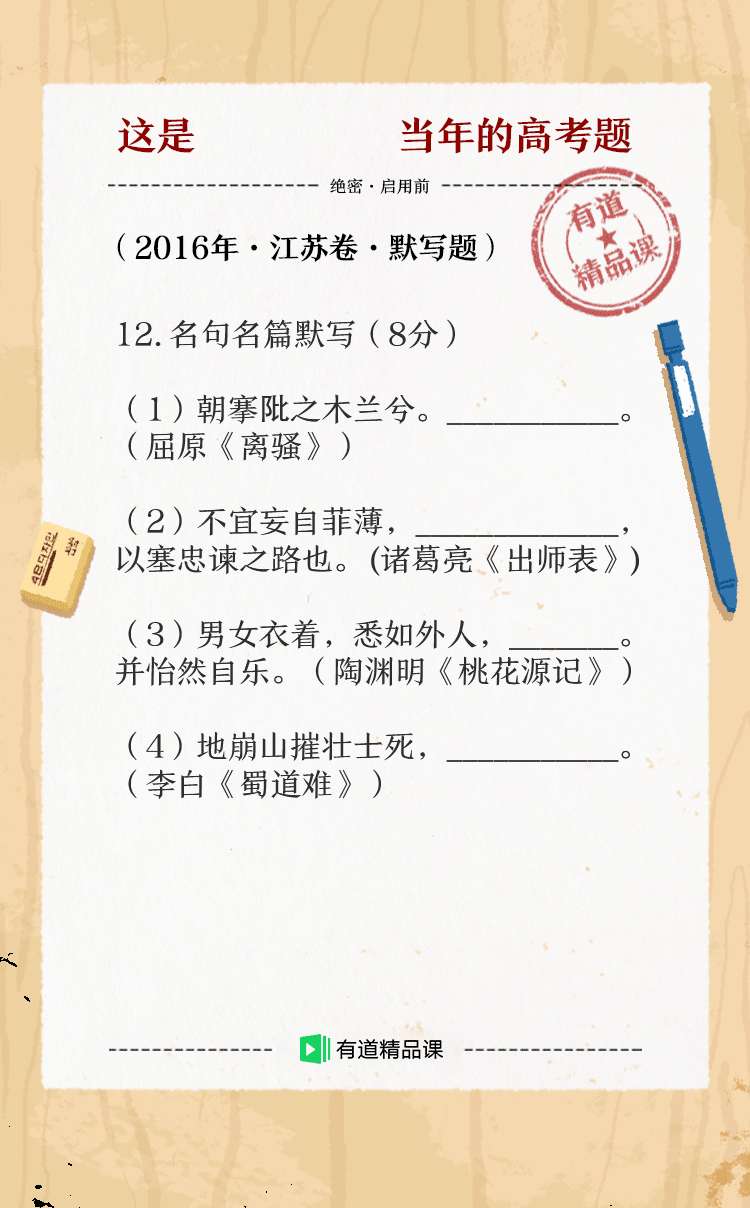 这是 当年的高考题
绝密·启用前
有道
精品课
（2016年·江苏卷·默写题）
12.名句名篇默写（8分）
（1）朝搴阰之木兰兮。___________。
（屈原《离骚》）
（2）不宜妄自菲薄，_____________，
以塞忠谏之路也。(诸葛亮《出师表》)
（3）男女衣着，悉如外人，_______。
并怡然自乐。（陶渊明《桃花源记》）
（4）地崩山摧壮士死，___________。
（李白《蜀道难》）
有道精品课